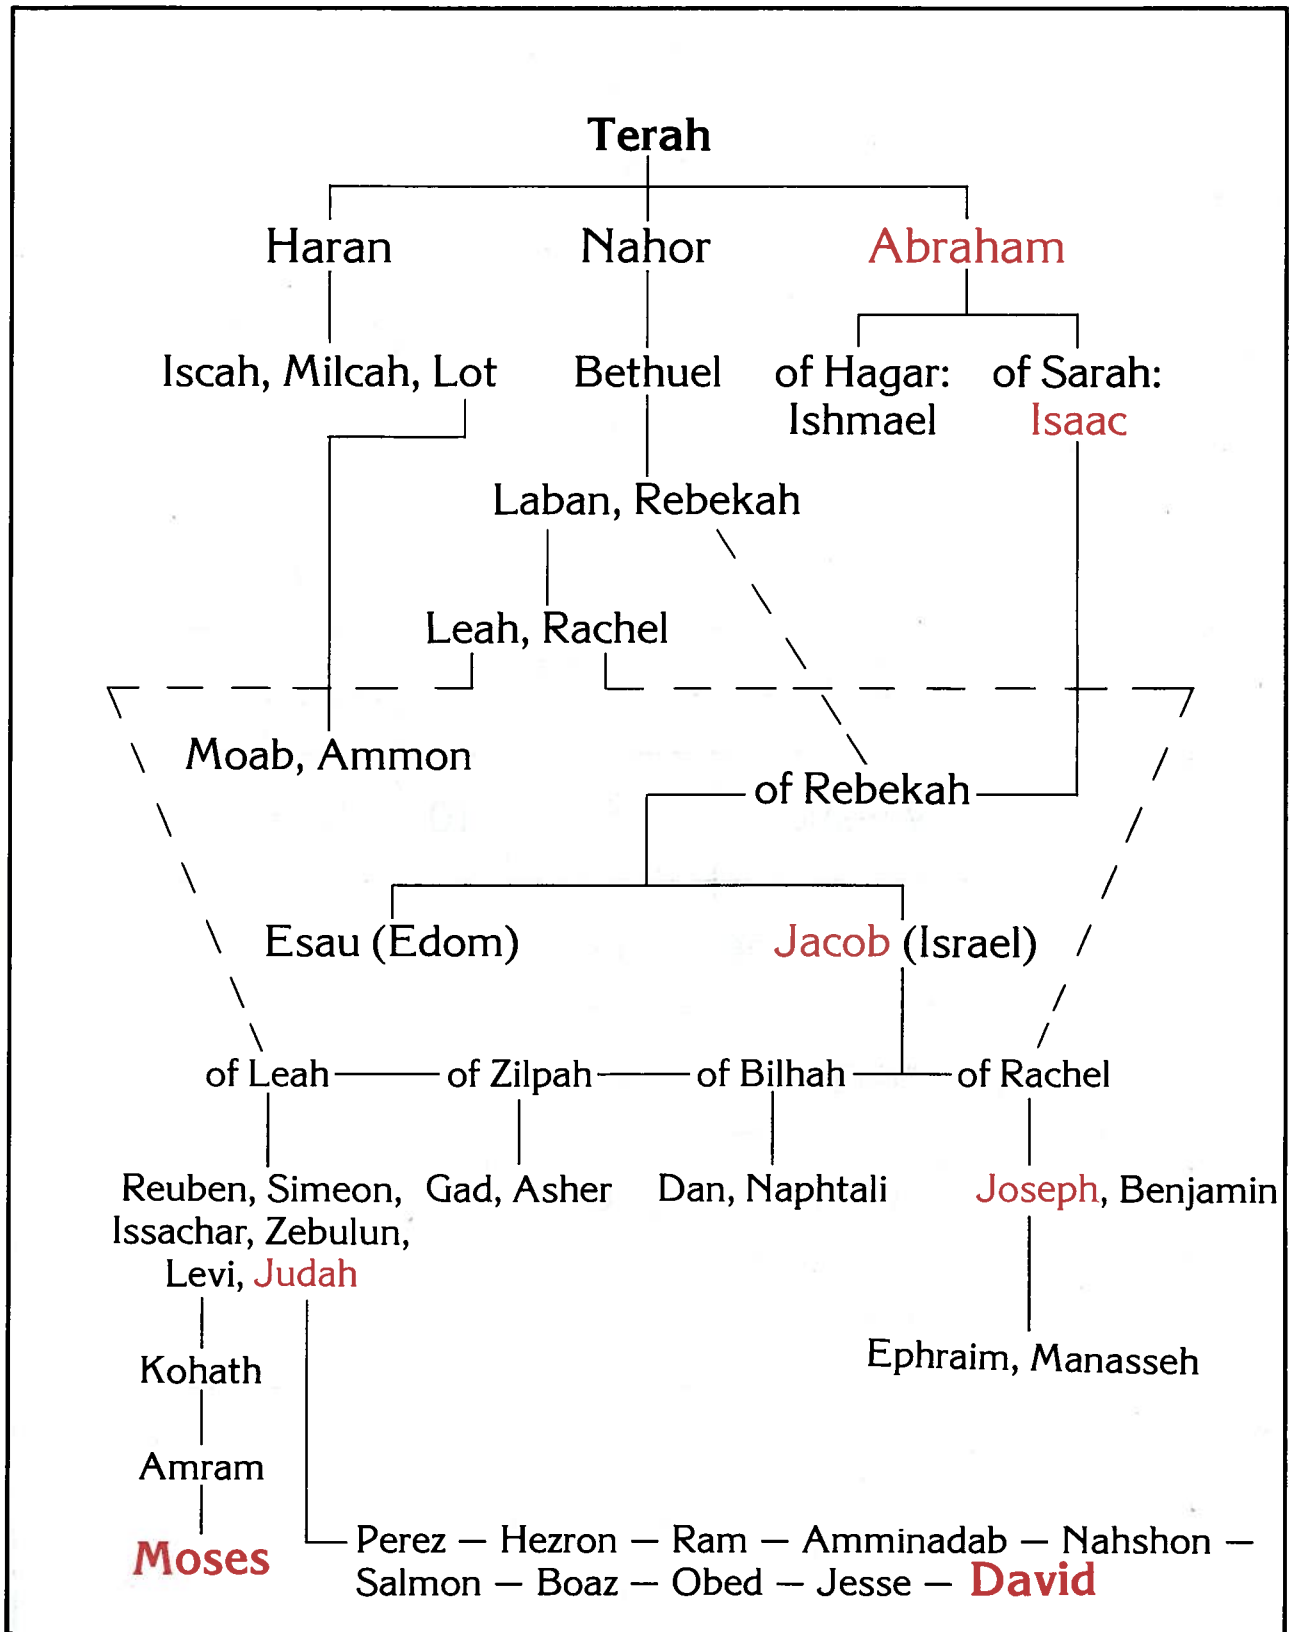 Terah
Haran Nahor Abraham
Iscah, Milcah, Lot Bethuel of Hagar: of Sarah:
Ishmael Isaac
Laban, Rebekah
Leah, Rachel
Moab, Ammon
of Rebekah
Esau (Edom) Jacob (Israel)
of Leah of Zilpah of Bilhah of Rachel
Reuben, Simeon, Gad, Asher Dan, Naphtali Joseph, Benjamin
Issachar, Zebulun,
Levi, Judah
Kohath Ephraim, Manasseh
Amram
Moses Perez — Hezron — Ram — Amminadab — Nahshon —
Salmon — Boaz — Obed — Jesse — David